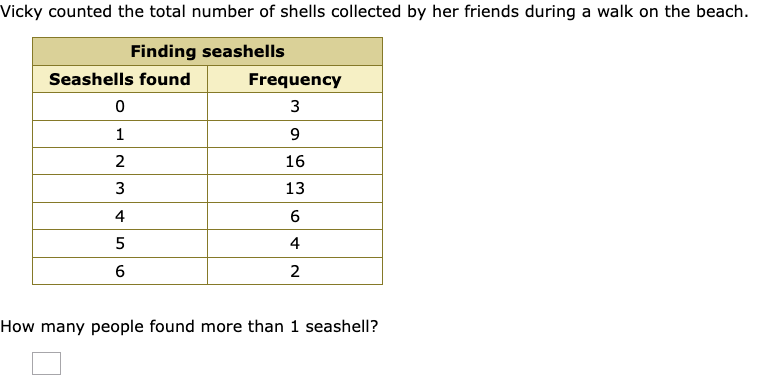 Vicky counted the total number of shells collected by her friends during a walk on the beach.
Finding seashells
Seashells found Frequency
0 3
1 9
2 16
3 13
4 6
5 4
6 2
How many people found more than 1 seashell?